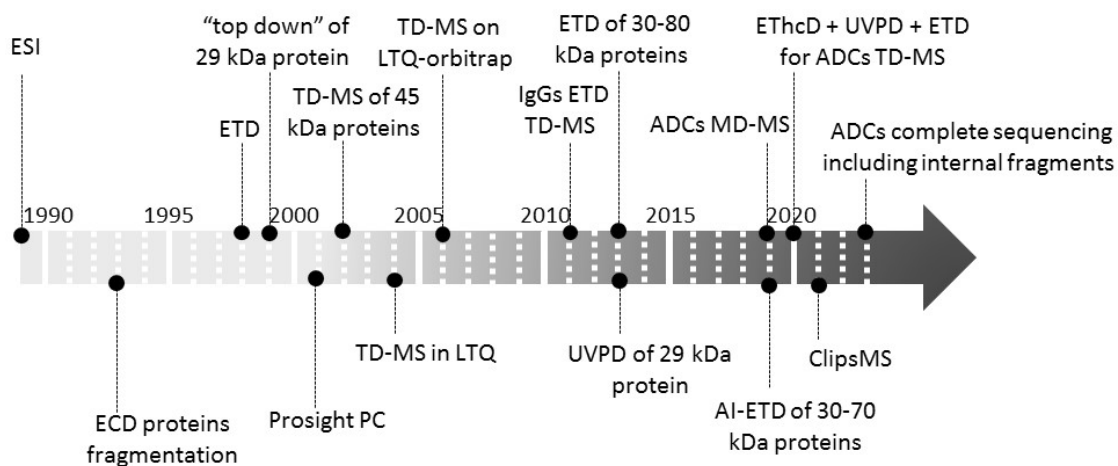 ESI
“top down” of
29 kDa protein
ETD
TD-MS of 45
kDa proteins
TD-MS on
LTQ-orbitrap
IgGs ETD
TD-MS
ETD of 30-80
kDa proteins
ADCs MD-MS
EThcD + UVPD + ETD
for ADCs TD-MS
ADCs complete sequencing
including internal fragments
1990
1995
2000
2005
2010
2015
2020
ECD proteins
fragmentation
Prosight PC
TD-MS in LTQ
UVPD of 29 kDa
protein
AI-ETD of 30-70
kDa proteins
ClipsMS